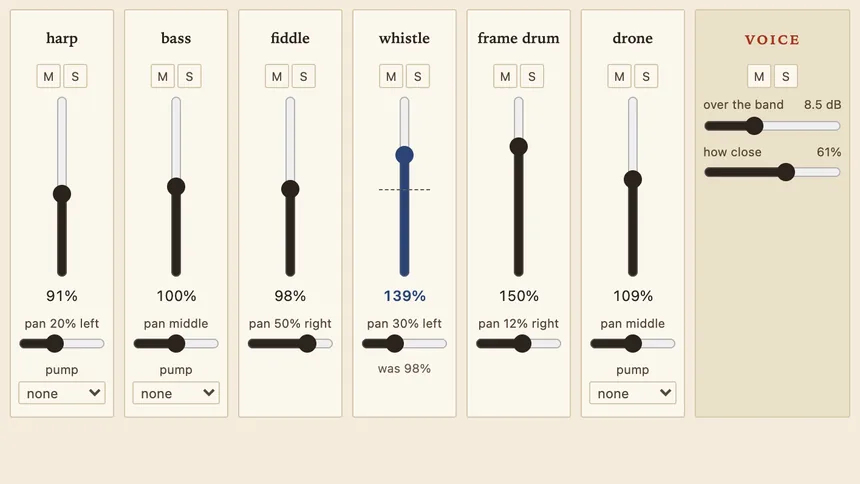 harp
M S
91%
pan 20% left
pump
none
bass
M S
100%
pan middle
pump
none
fiddle
M S
98%
pan 50% right
whistle
M S
139%
pan 30% left
was 98%
frame drum
M S
150%
pan 12% right
drone
M S
109%
pan middle
pump
none
VOICE
M S
over the band 8.5 dB
how close 61%